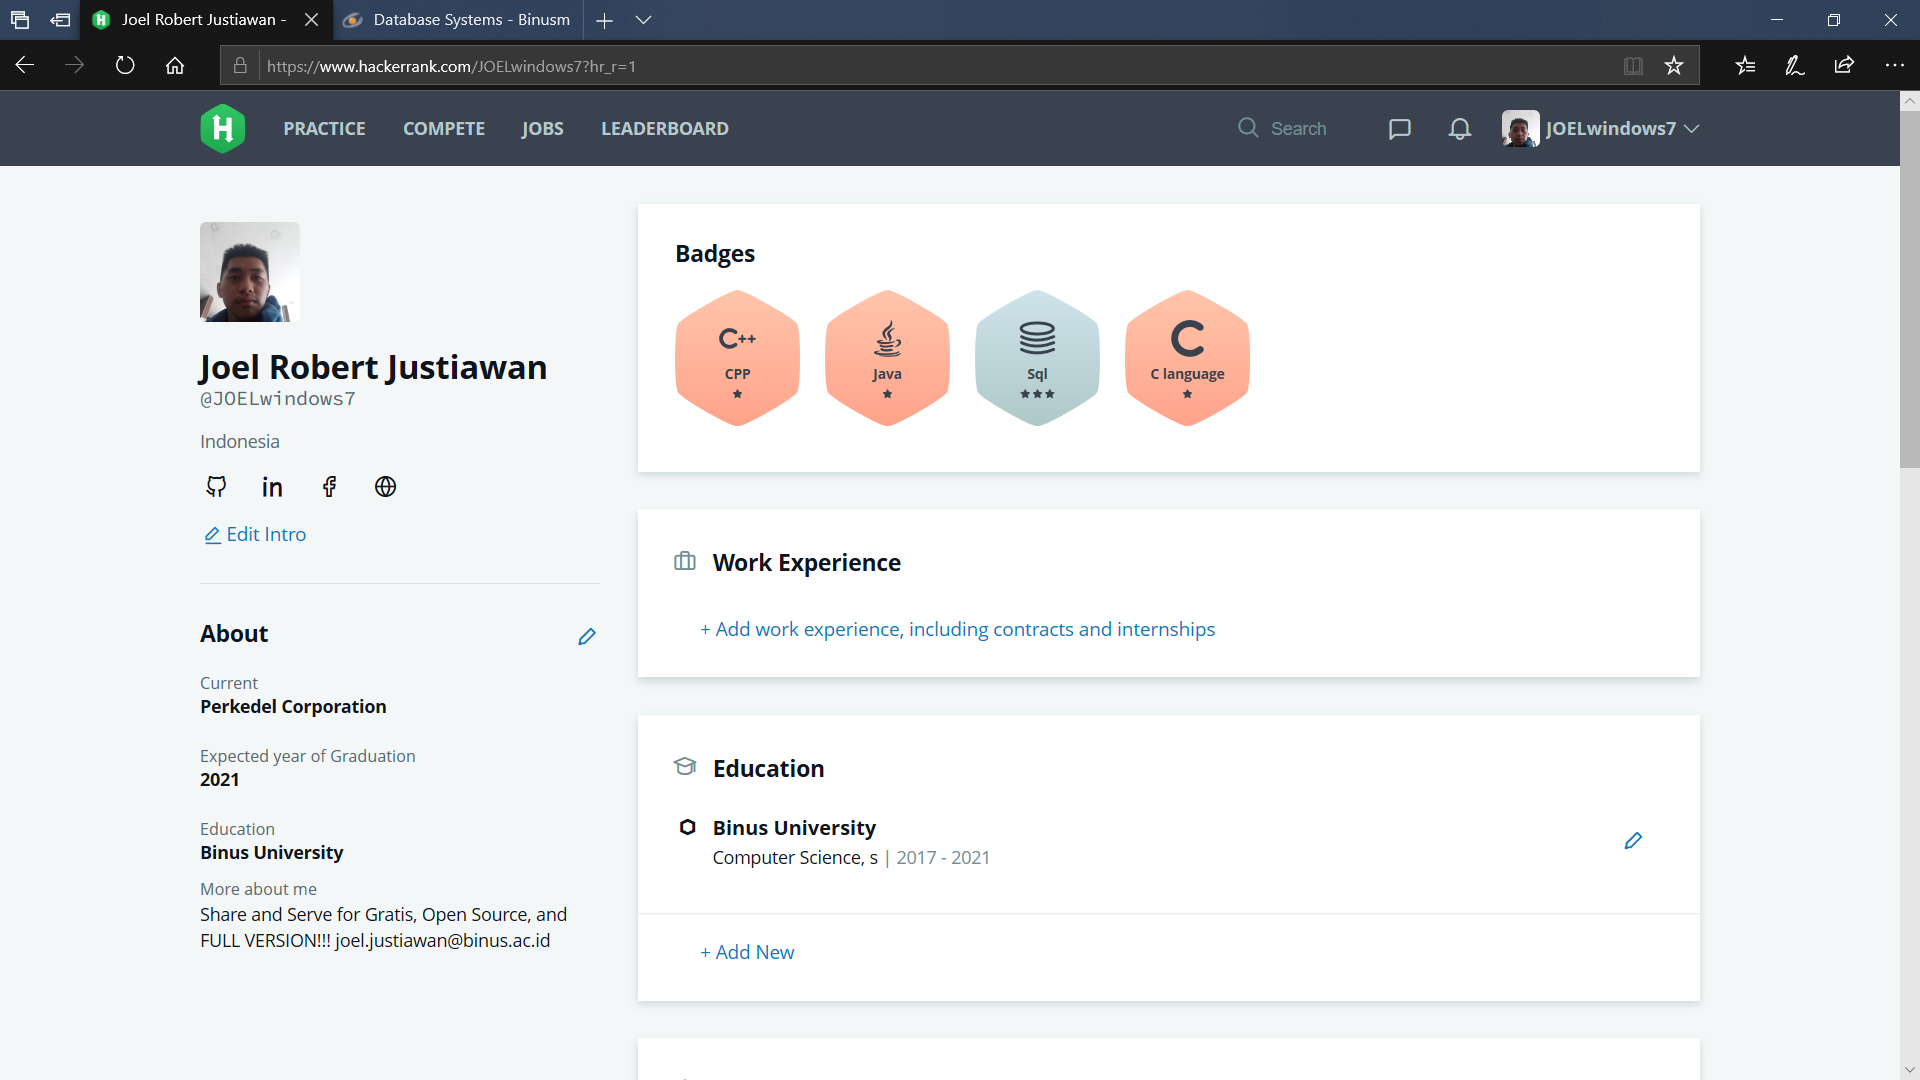 Joel Robert Justiawan -
Database Systems - Binusm
https://www.hackerrank.com/JOELwindows7?hr_r=1
H PRACTICE COMPETE JOBS LEADERBOARD Search JOELwindows7
Joel Robert Justiawan
@JOELwindows7
Indonesia
in f
Edit Intro
About
Current
Perkedel Corporation
Expected year of Graduation
2021
Education
Binus University
More about me
Share and Serve for Gratis, Open Source, and
FULL VERSION!!! joel.justiawan@binus.ac.id
Badges
C++
CPP
Java
Sql
C
C language
Work Experience
+ Add work experience, including contracts and internships
Education
Binus University
Computer Science, s | 2017 - 2021
+ Add New